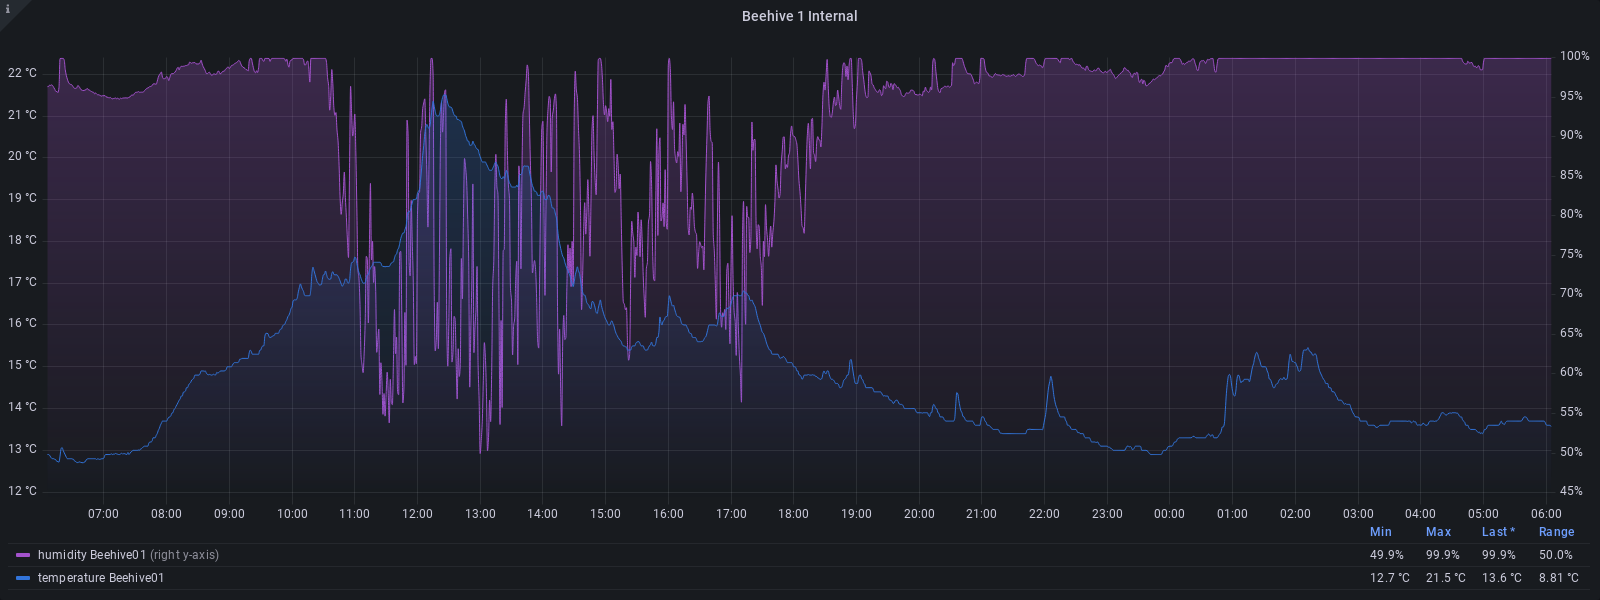 i
Beehive 1 Internal
22 °C
21 °C
20 °C
19 °C
18 °C
17 °C
16 °C
15 °C
14 °C
13 °C
12 °C
100%
95%
90%
85%
80%
75%
70%
65%
60%
55%
50%
45%
07:00 08:00 09:00 10:00 11:00 12:00 13:00 14:00 15:00 16:00 17:00 18:00 19:00 20:00 21:00 22:00 23:00 00:00 01:00 02:00 03:00 04:00 05:00 06:00
Min Max Last * Range
humidity Beehive01 (right y-axis) 49.9% 99.9% 99.9% 50.0%
temperature Beehive01 12.7 °C 21.5 °C 13.6 °C 8.81 °C